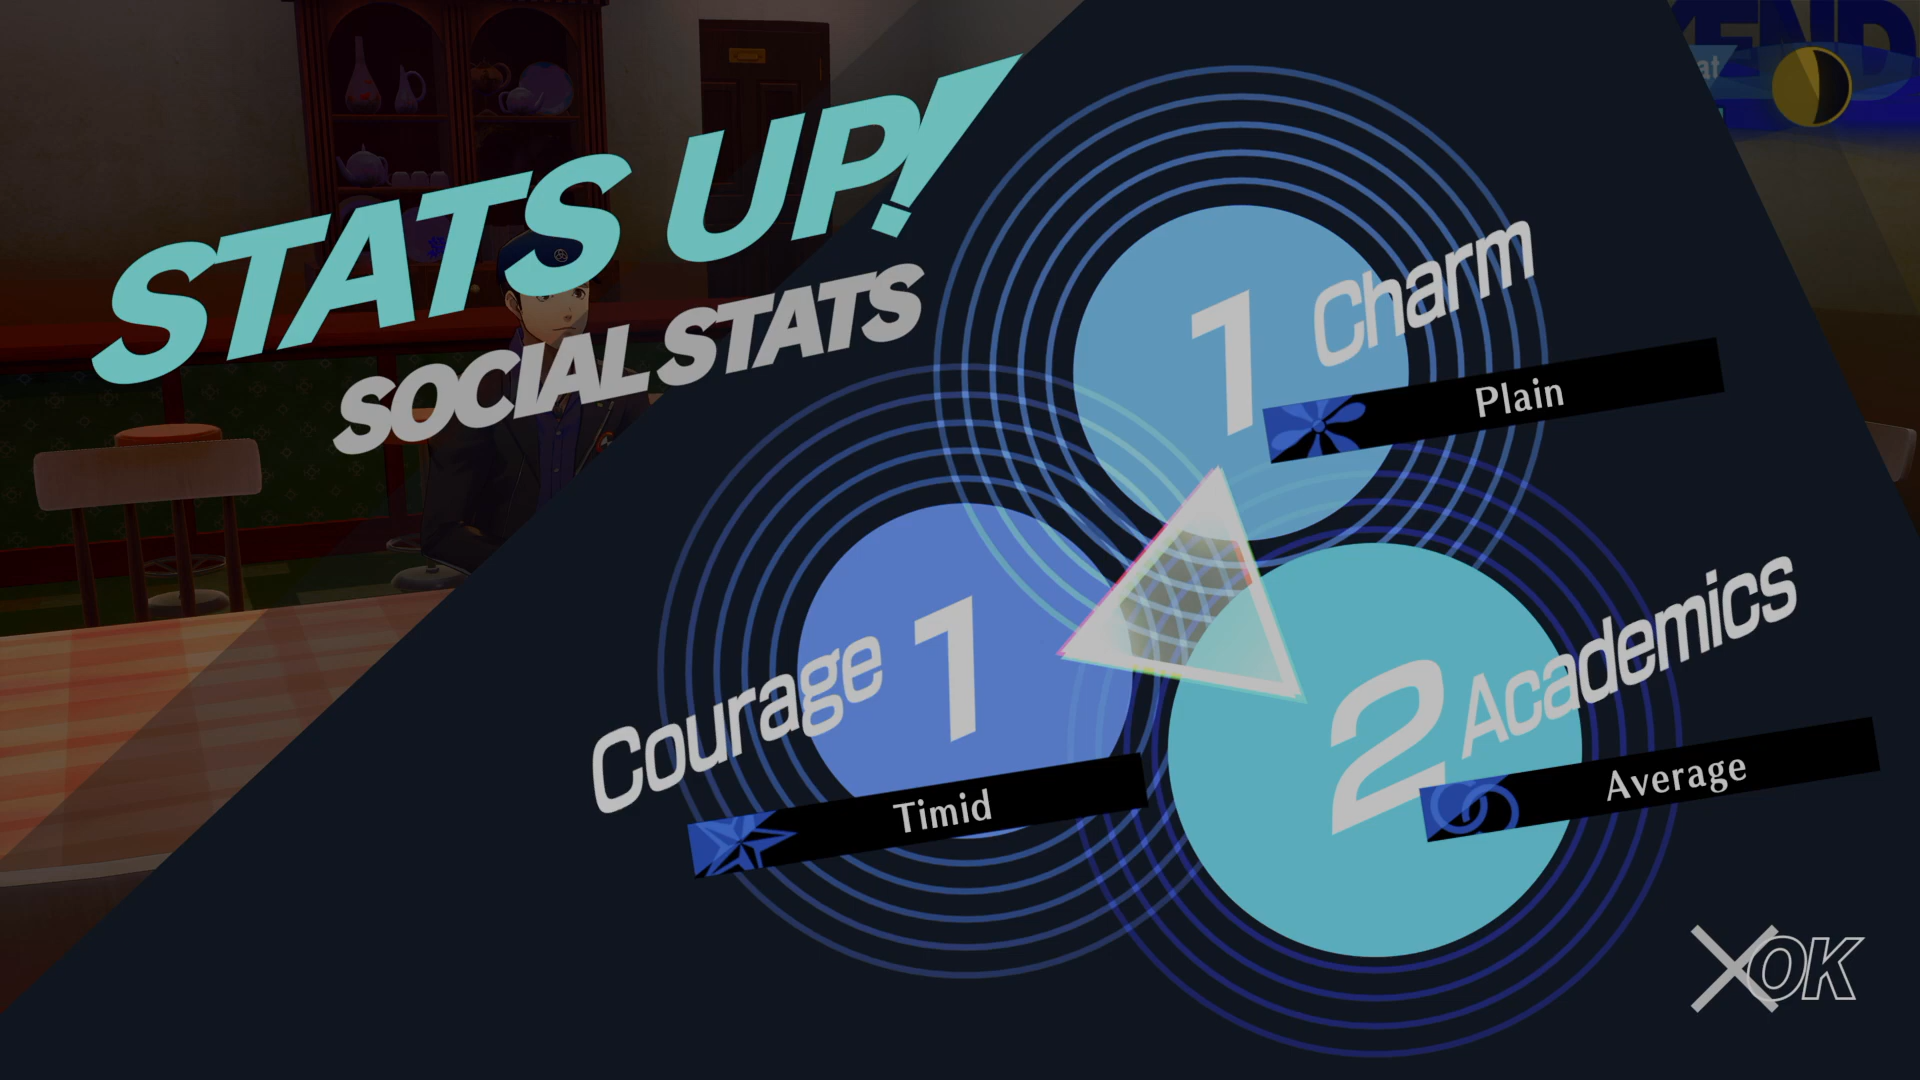 STATS UP!
SOCIAL STATS
1 Charm
Plain
Courage 1
Timid
2 Academics
Average
OK